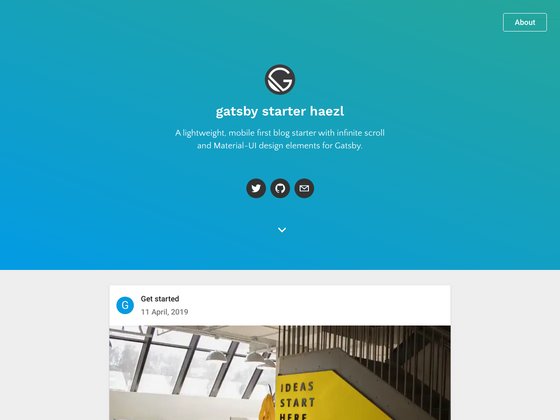 About
gatsby starter haezl
A lightweight, mobile first blog starter with infinite scroll
and Material-UI design elements for Gatsby.
G
Get started
11 April, 2019
IDEAS
START
HERE